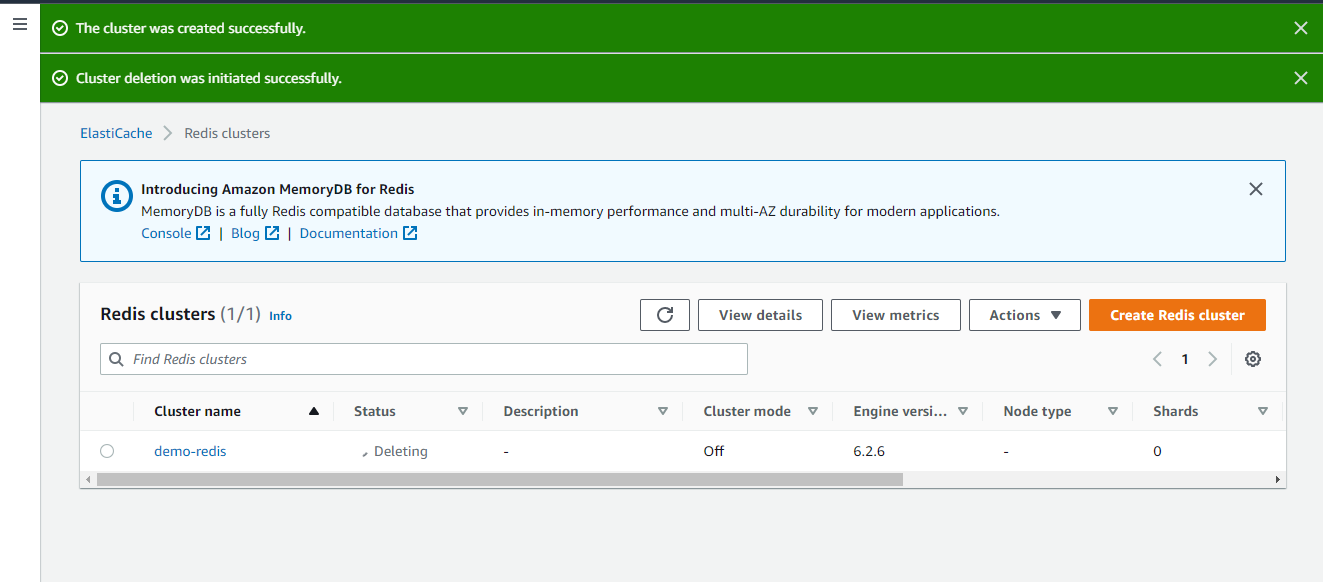 The cluster was created successfully.
Cluster deletion was initiated successfully.
ElastiCache Redis clusters
Introducing Amazon MemoryDB for Redis
MemoryDB is a fully Redis compatible database that provides in-memory performance and multi-AZ durability for modern applications.
Console | Blog | Documentation
Redis clusters (1/1) Info View details View metrics Actions Create Redis cluster
Find Redis clusters 1
Cluster name Status Description Cluster mode Engine versi... Node type Shards
demo-redis Deleting - Off 6.2.6 - 0